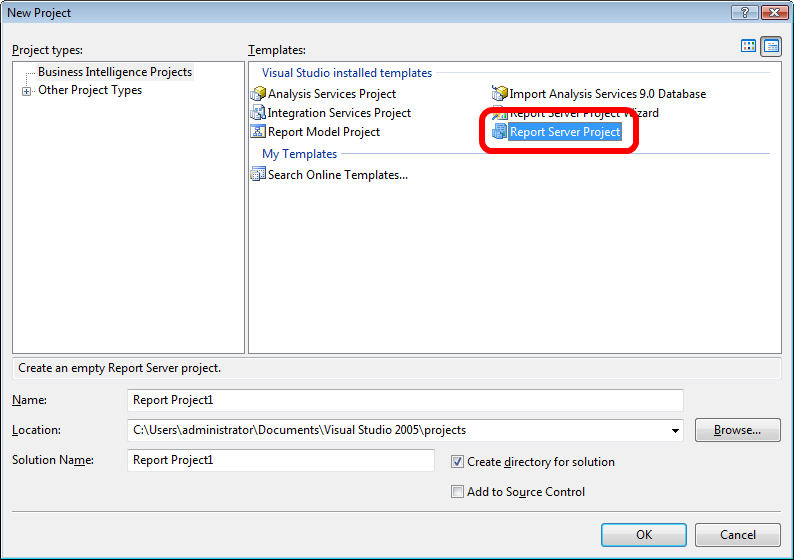 New Project
Project types:
Templates:
Business Intelligence Projects
Other Project Types
Visual Studio installed templates
Analysis Services Project
Import Analysis Services 9.0 Database
Integration Services Project
Report Server Project Wizard
Report Model Project
Report Server Project
My Templates
Search Online Templates...
Create an empty Report Server project.
Name:
Report Project1
Location:
C:\Users\administrator\Documents\Visual Studio 2005\projects
Browse...
Solution Name:
Report Project1
Create directory for solution
Add to Source Control
OK
Cancel